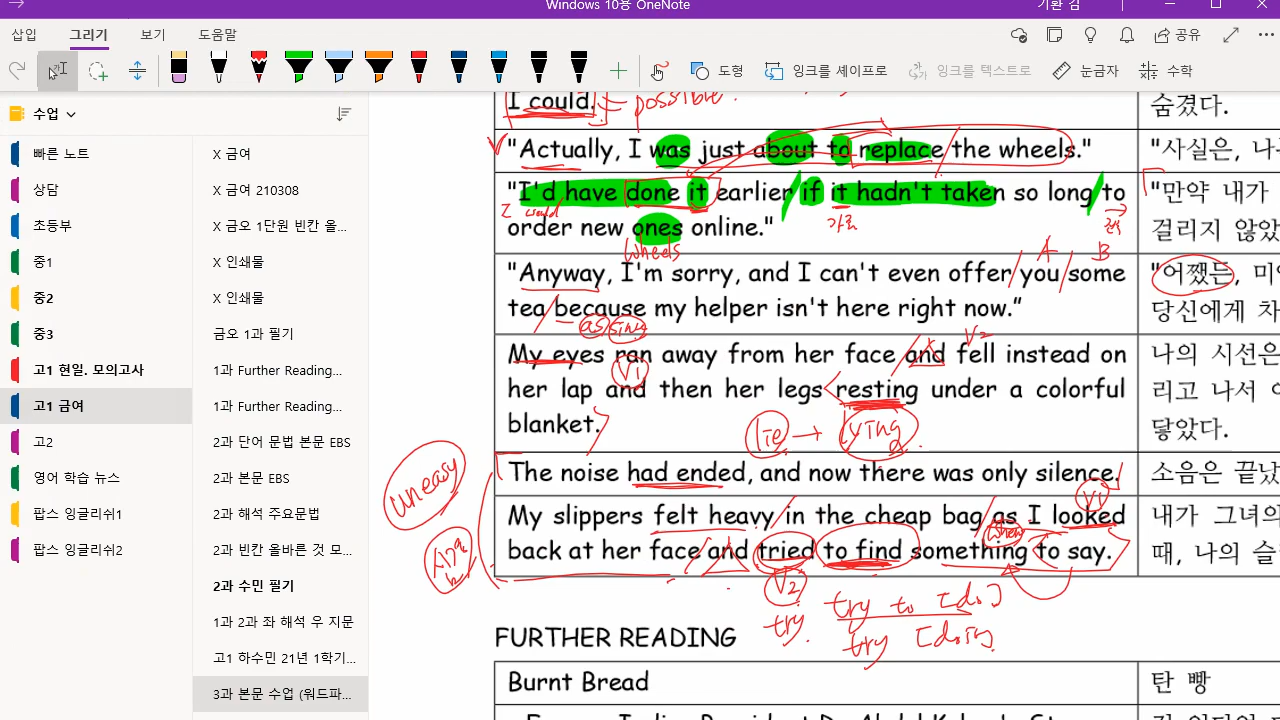 Windows 10용 OneNote
기환 김
삽입 그리기 보기 도움말
공유
도형 잉크를 셰이프로 잉크를 텍스트로 눈금자 수학
수업
빠른 노트
상담
초등부
중1
중2
중3
고1 현일. 모의고사
고1 금여
고2
영어 학습 뉴스
팝스 잉글리쉬1
팝스 잉글리쉬2
X 금여
X 금여 210308
X 금오 1단원 빈칸 올...
X 인쇄물
X 인쇄물
금오 1과 필기
1과 Further Reading...
1과 Further Reading...
2과 단어 문법 본문 EBS
2과 본문 EBS
2과 해석 주요문법
2과 빈칸 올바른 것 모...
2과 수민 필기
1과 2과 좌 해석 우 지문
고1 하수민 21년 1학기...
3과 본문 수업 (워드파...
I could. possible.
숨겼다.
"Actually, I was just about to replace the wheels."
"사실은, 나
"I'd have done it earlier if it hadn't taken so long to
could
order new ones online."
wheels
"만약 내가
걸리지 않았
"Anyway, I'm sorry, and I can't even offer you some
A B
tea because my helper isn't here right now.”
as since
"어쨌든, 미
당신에게 차
My eyes ran away from her face and fell instead on
V1 V2
her lap and then her legs resting under a colorful
blanket.
lie → lying
나의 시선은
리고 나서
닿았다.
uneasy
The noise had ended, and now there was only silence.
소음은 끝났
My slippers felt heavy in the cheap bag as I looked
when V1
back at her face and tried to find something to say.
V2
내가 그녀의
때, 나의 슬
try to [do]
try. try [doing]
FURTHER READING
Burnt Bread
탄 빵